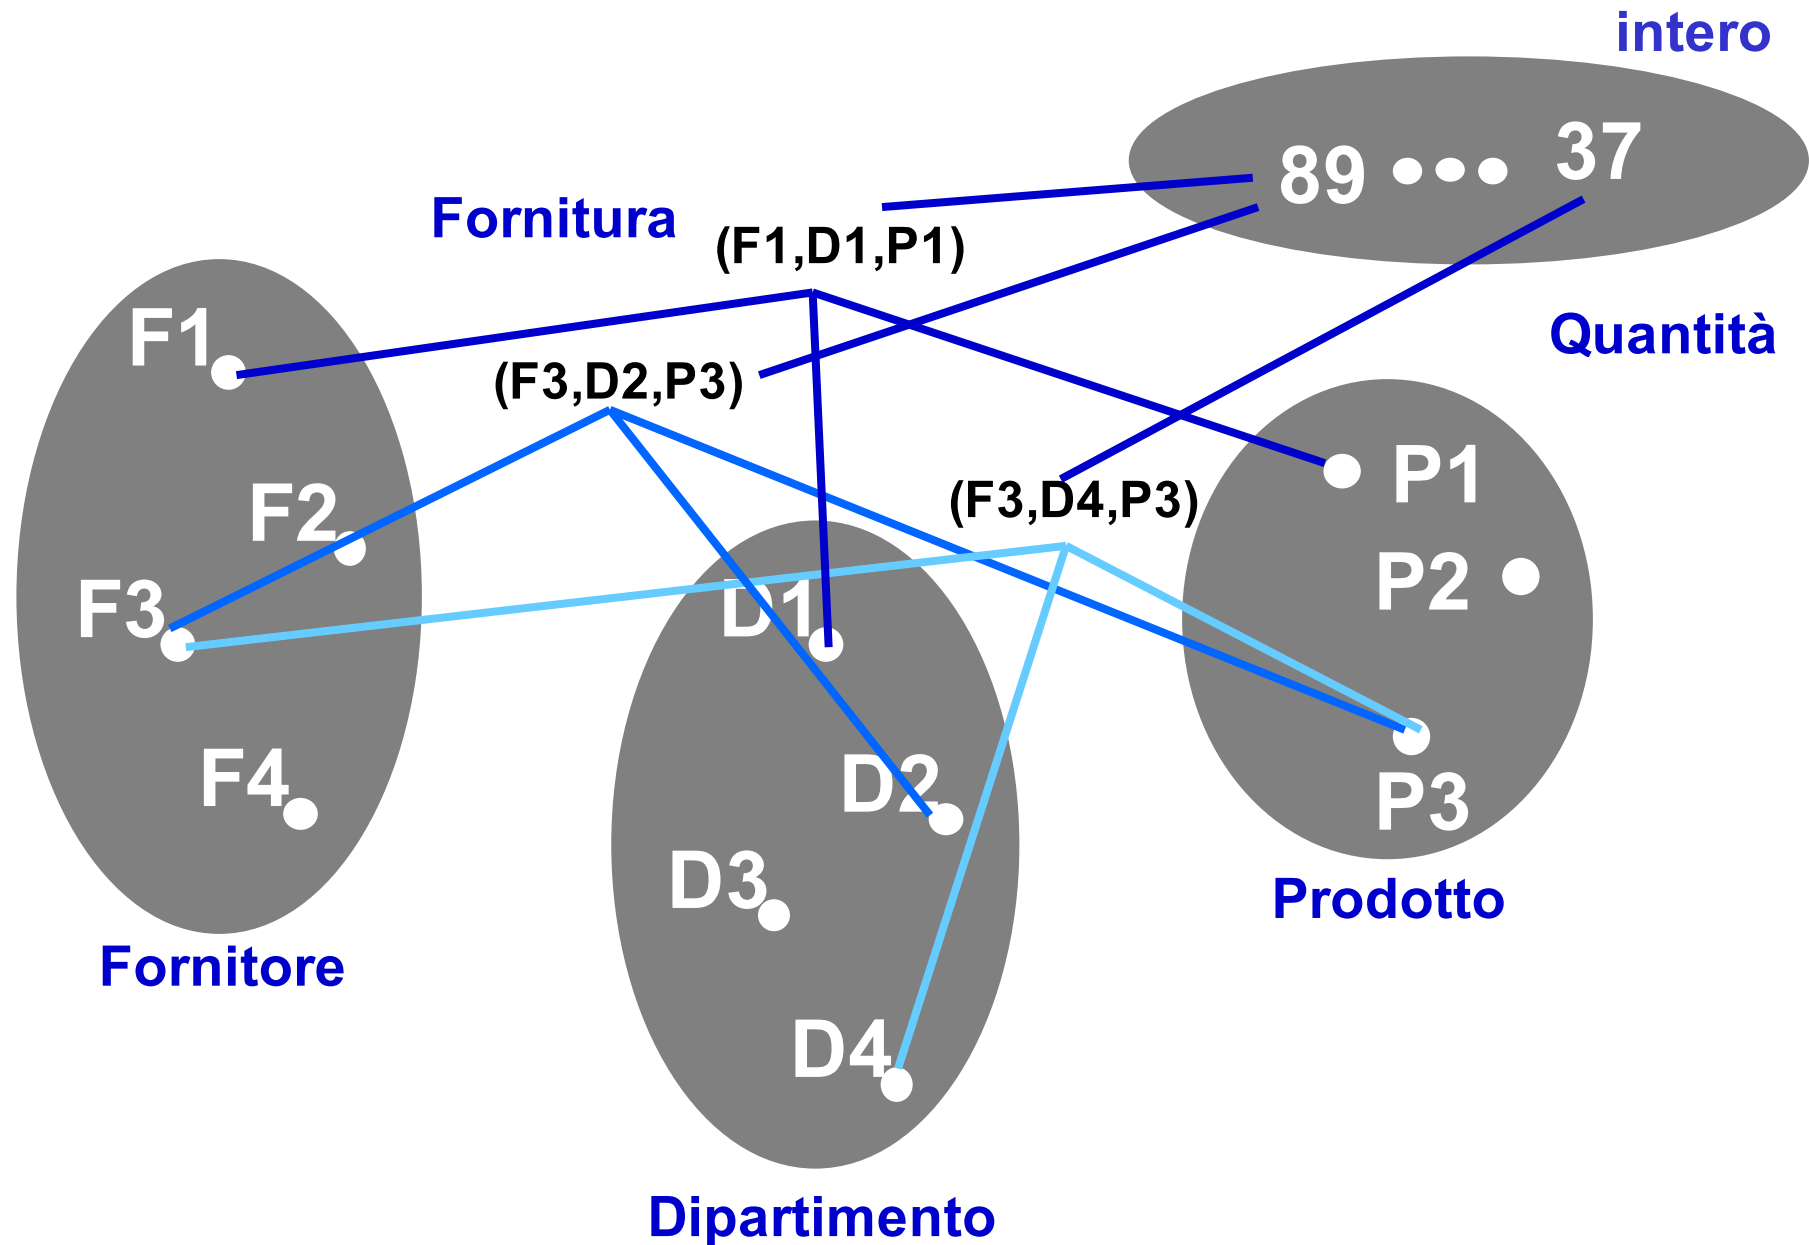 intero
89 37
Fornitura
(F1,D1,P1)
F1
Quantità
(F3,D2,P3)
P1
F2
(F3,D4,P3)
P2
F3
D1
F4
D2
P3
D3
Prodotto
Fornitore
D4
Dipartimento